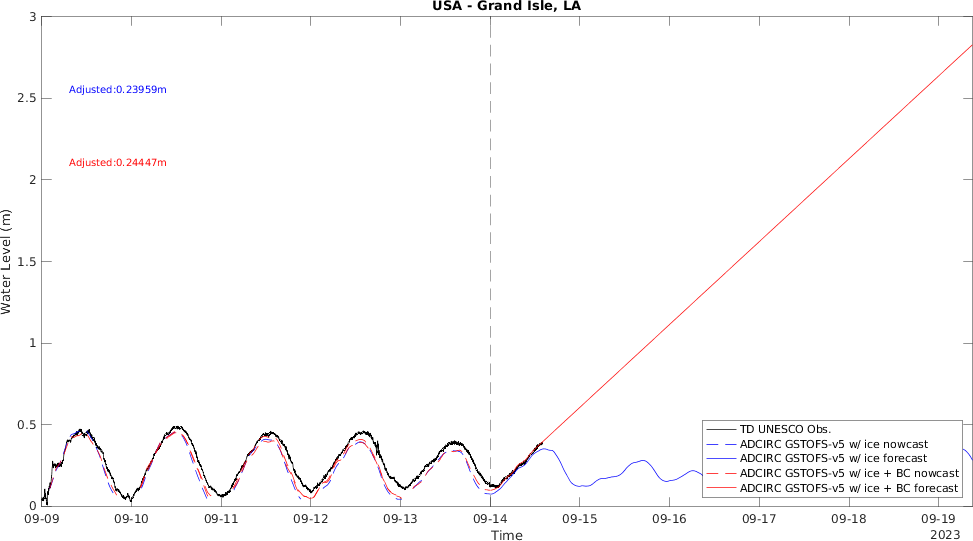 USA - Grand Isle, LA
3
2.5
2
1.5
1
0.5
0
Water Level (m)
Adjusted:0.23959m
Adjusted:0.24447m
TD UNESCO Obs.
ADCIRC GSTOFS-v5 w/ ice nowcast
ADCIRC GSTOFS-v5 w/ ice forecast
ADCIRC GSTOFS-v5 w/ ice + BC nowcast
ADCIRC GSTOFS-v5 w/ ice + BC forecast
09-09 09-10 09-11 09-12 09-13 09-14 09-15 09-16 09-17 09-18 09-19
Time
2023